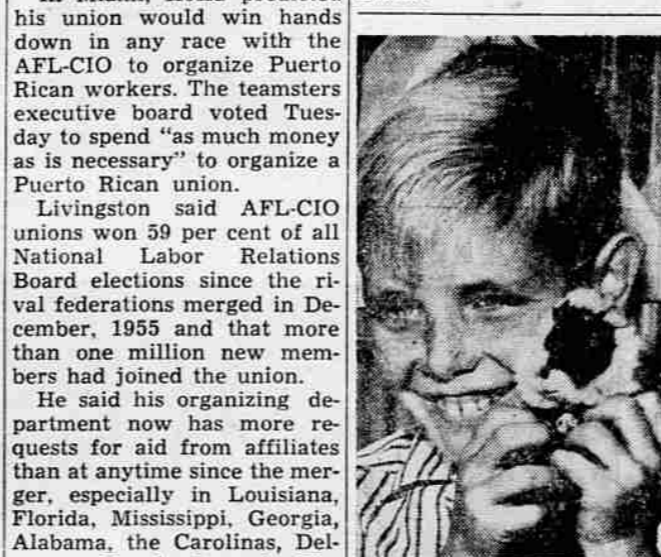 his union would win hands
down in any race with the
AFL-CIO to organize Puerto
Rican workers. The teamsters
executive board voted Tues-
day to spend “as much money
as is necessary” to organize a
Puerto Rican union.
Livingston said AFL-CIO
unions won 59 per cent of all
National Labor Relations
Board elections since the ri-
val federations merged in De-
cember, 1955 and that more
than one million new mem-
bers had joined the union.
He said his organizing de-
partment now has more re-
quests for aid from affiliates
than at anytime since the mer-
ger, especially in Louisiana,
Florida, Mississippi, Georgia,
Alabama, the Carolinas, Del-